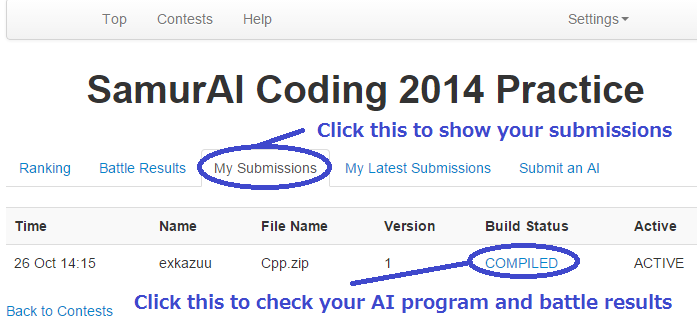 Top Contests Help Settings
SamurAI Coding 2014 Practice
Click this to show your submissions
Ranking Battle Results My Submissions My Latest Submissions Submit an AI
Time Name File Name Version Build Status Active
26 Oct 14:15 exkazuu Cpp.zip 1 COMPILED ACTIVE
Click this to check your AI program and battle results
Back to Contests